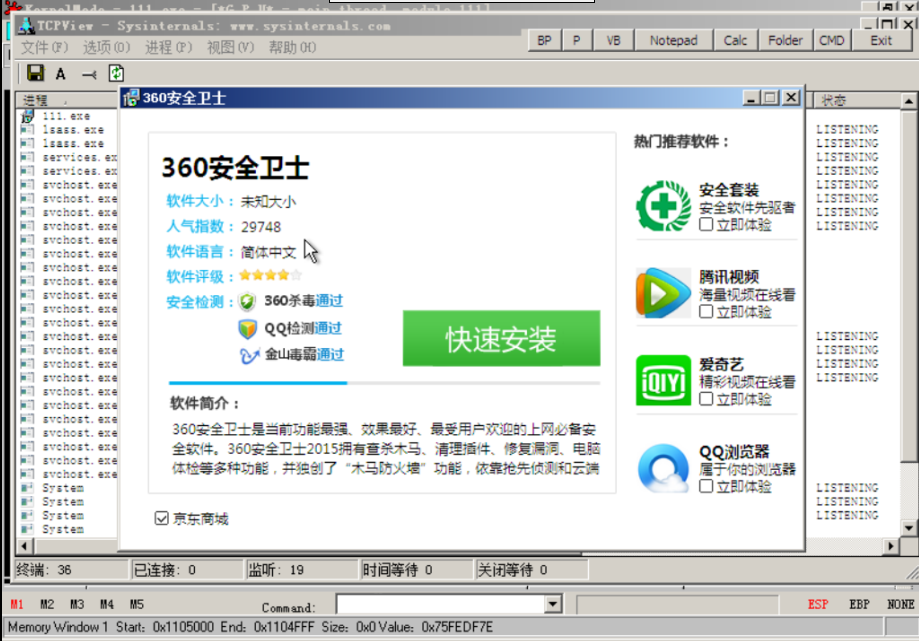 KernelMode = 111.exe = [*G.P.U* = main thread, module 111]
TCPView - Sysinternals: www.sysinternals.com
文件(F) 选项(O) 进程(P) 视图(V) 帮助(H)
BP P VB Notepad Calc Folder CMD Exit
A
进程 状态
111.exe
lsass.exe LISTENING
lsass.exe LISTENING
services.ex LISTENING
services.ex LISTENING
svchost.exe LISTENING
svchost.exe LISTENING
svchost.exe LISTENING
svchost.exe LISTENING
svchost.exe
svchost.exe
svchost.exe
svchost.exe
svchost.exe
svchost.exe
svchost.exe
svchost.exe LISTENING
svchost.exe LISTENING
svchost.exe LISTENING
svchost.exe LISTENING
svchost.exe
svchost.exe
svchost.exe
svchost.exe
svchost.exe
svchost.exe
svchost.exe
System LISTENING
System LISTENING
System LISTENING
System
360安全卫士
360安全卫士
软件大小： 未知大小
人气指数： 29748
软件语言： 简体中文
软件评级：
安全检测： 360杀毒通过
QQ检测通过
金山毒霸通过
快速安装
软件简介：
360安全卫士是当前功能最强、效果最好、最受用户欢迎的上网必备安
全软件。360安全卫士2015拥有查杀木马、清理插件、修复漏洞、电脑
体检等多种功能，并独创了“木马防火墙”功能，依靠抢先侦测和云端
京东商城
热门推荐软件：
安全套装
安全软件先驱者
立即体验
腾讯视频
海量视频在线看
立即体验
QIYI
爱奇艺
精彩视频在线看
立即体验
QQ浏览器
属于你的浏览器
立即体验
终端: 36 已连接: 0 监听: 19 时间等待 0 关闭等待 0
M1 M2 M3 M4 M5 Command: ESP EBP NONE
Memory Window 1 Start: 0x1105000 End: 0x1104FFF Size: 0x0 Value: 0x75FEDF7E